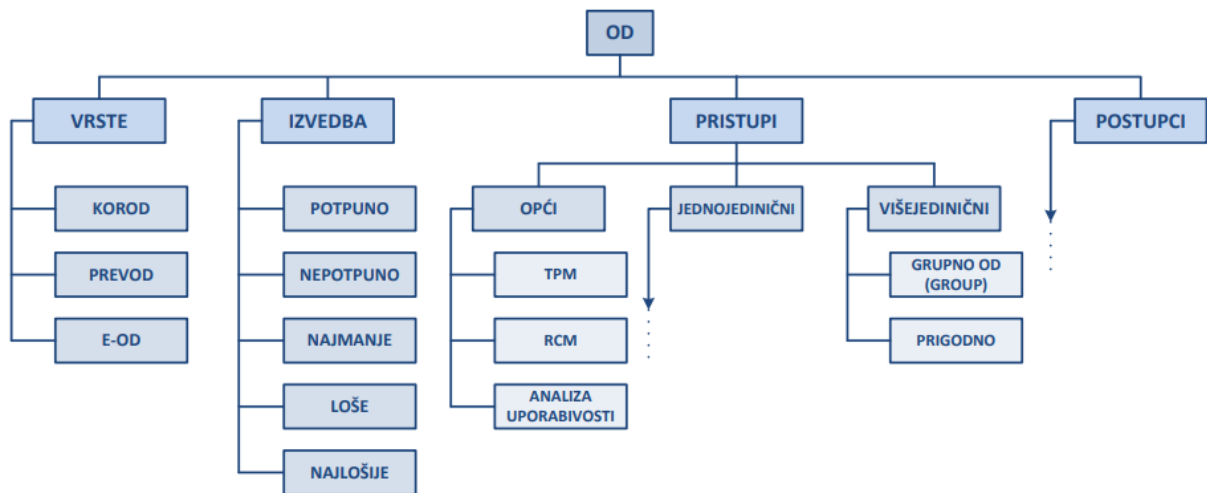 OD
VRSTE
IZVEDBA
PRISTUPI
POSTUPCI
KOROD
PREVOD
E-OD
POTPUNO
NEPOTPUNO
NAJMANJE
LOŠE
NAJLOŠIJE
OPĆI
JEDNOJEDINIČNI
VIŠEJEDINIČNI
TPM
RCM
ANALIZA
UPORABIVOSTI
GRUPNO OD
(GROUP)
PRIGODNO